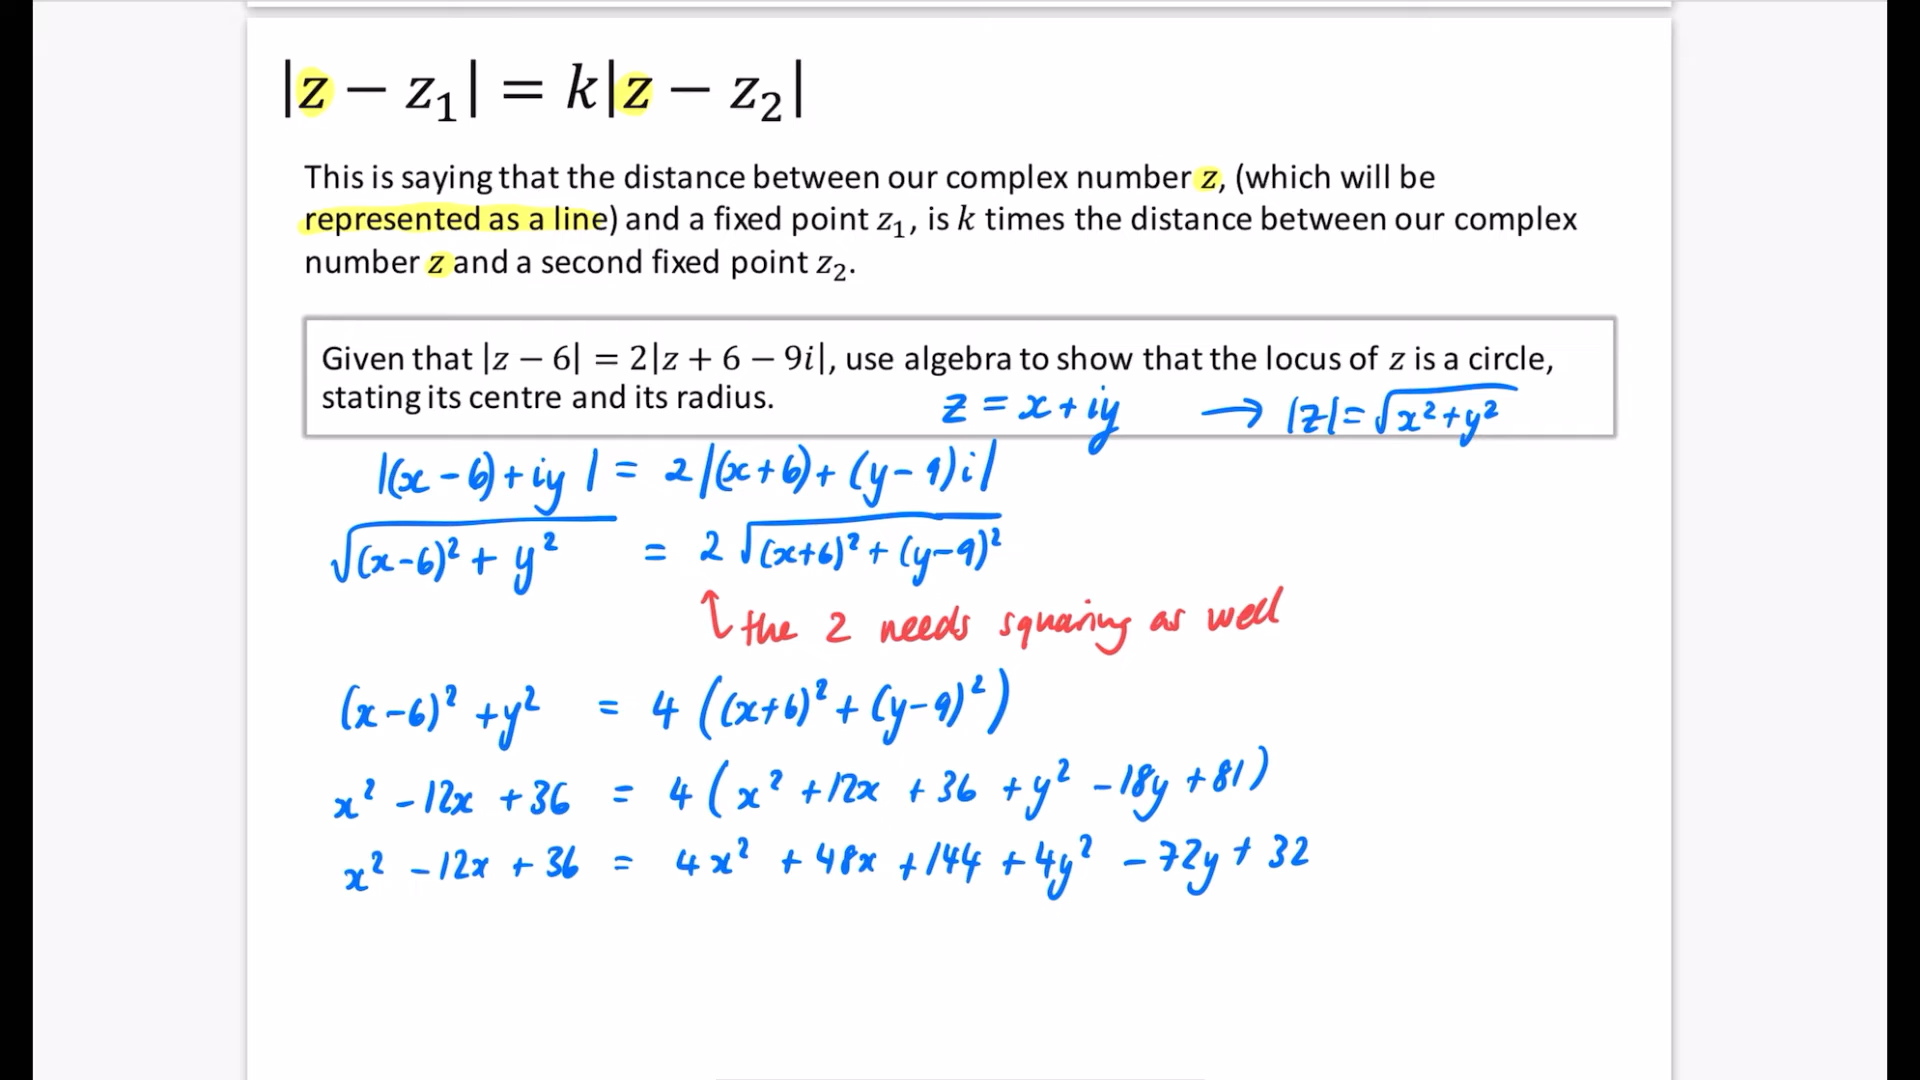 |z − z₁| = k|z − z₂|
This is saying that the distance between our complex number z, (which will be
represented as a line) and a fixed point z₁, is k times the distance between our complex
number z and a second fixed point z₂.
Given that |z − 6| = 2|z + 6 − 9i|, use algebra to show that the locus of z is a circle,
stating its centre and its radius.
z = x + iy → |z| = √(x² + y²)
|(x − 6) + iy| = 2|(x + 6) + (y − 9)i|
√((x − 6)² + y²) = 2√((x + 6)² + (y − 9)²)
↑ the 2 needs squaring as well
(x − 6)² + y² = 4((x + 6)² + (y − 9)²)
x² − 12x + 36 = 4(x² + 12x + 36 + y² − 18y + 81)
x² − 12x + 36 = 4x² + 48x + 144 + 4y² − 72y + 32